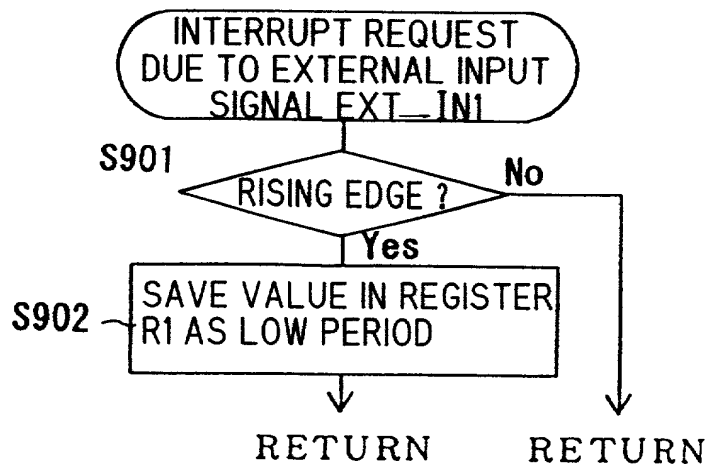 INTERRUPT REQUEST
DUE TO EXTERNAL INPUT
SIGNAL EXT_IN1
S901
RISING EDGE ?
No
Yes
S902
SAVE VALUE IN REGISTER
R1 AS LOW PERIOD
RETURN
RETURN